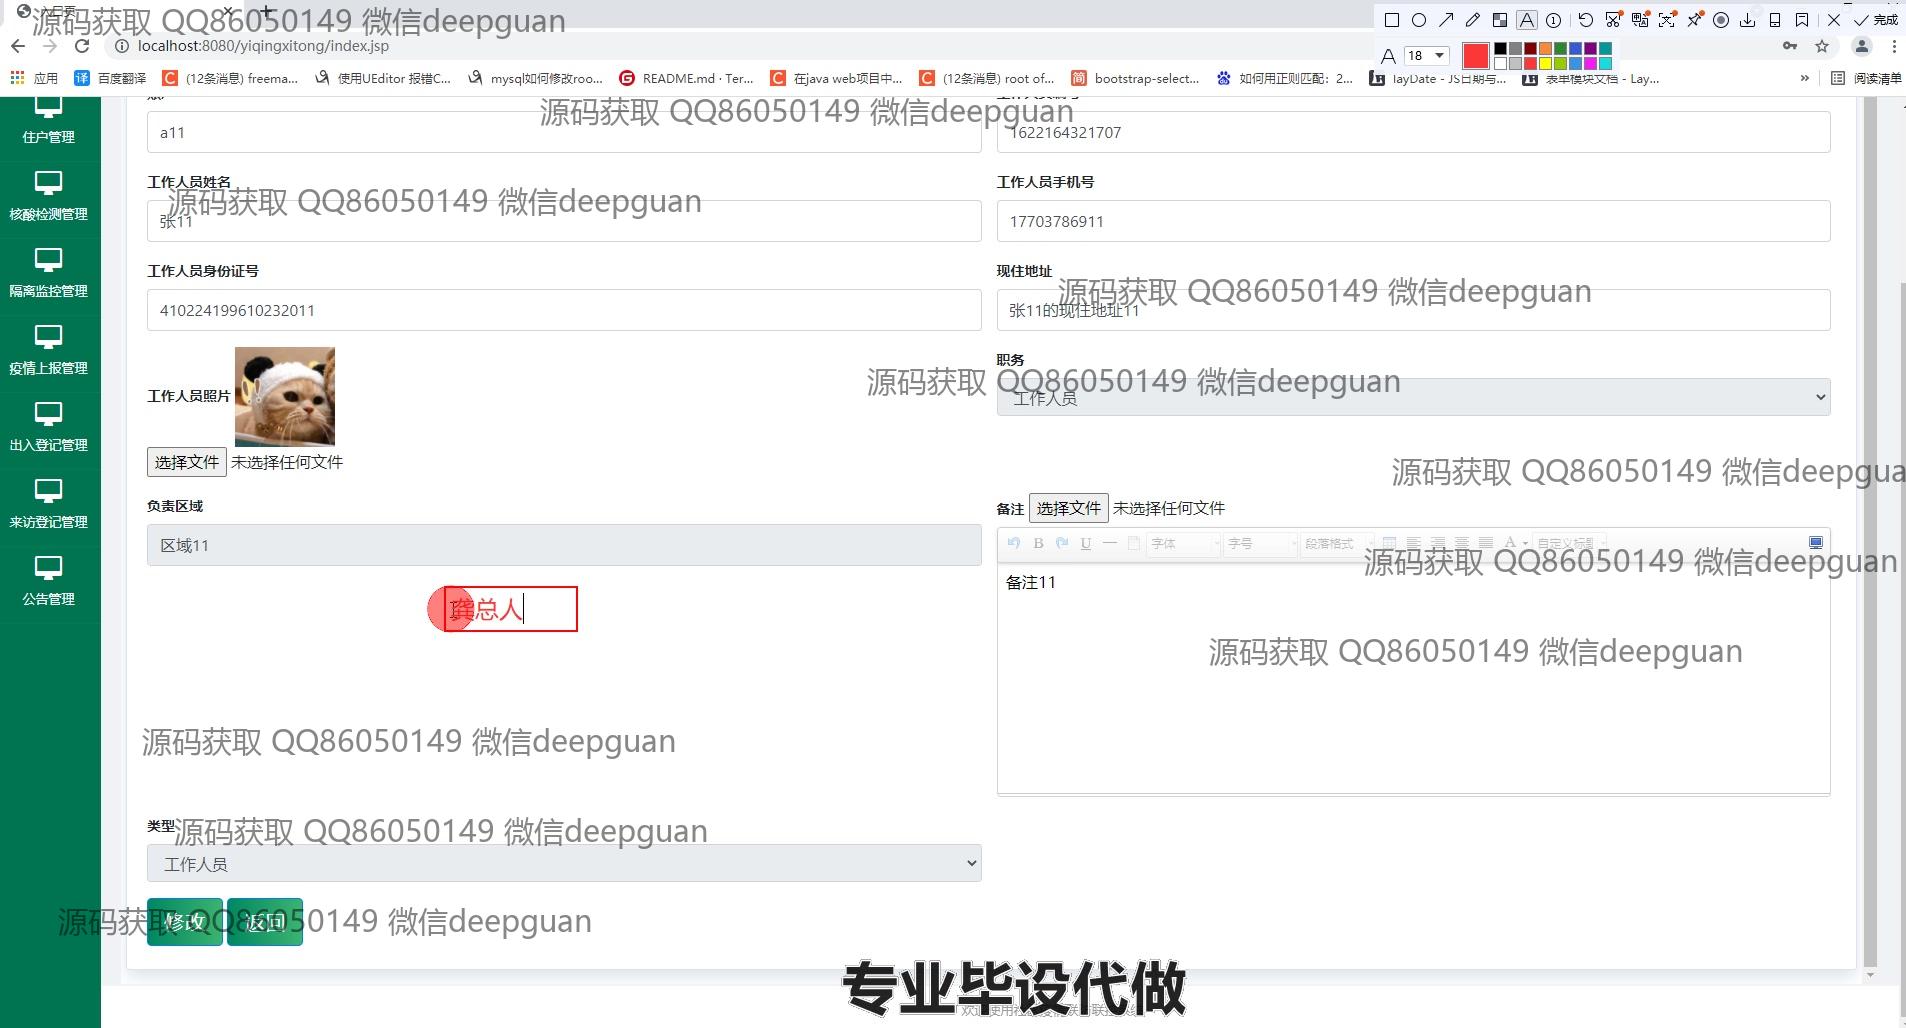 源码获取 QQ86050149 微信deepguan
localhost:8080/yiqingxitong/index.jsp
18
完成
应用
百度翻译
(12条消息) freema...
使用UEditor 报错C...
mysql如何修改roo...
README.md · Ter...
在java web项目中...
(12条消息) root of...
bootstrap-select...
如何用正则匹配：2...
layDate - JS日期与...
表单模块文档 - Lay...
阅读清单
源码获取 QQ86050149 微信deepguan
住户管理
核酸检测管理
隔离监控管理
疫情上报管理
出入登记管理
来访登记管理
公告管理
a11
1622164321707
工作人员姓名
工作人员手机号
源码获取 QQ86050149 微信deepguan
张11
17703786911
工作人员身份证号
现住地址
源码获取 QQ86050149 微信deepguan
410224199610232011
张11的现住地址11
工作人员照片
职务
源码获取 QQ86050149 微信deepguan
工作人员
选择文件 未选择任何文件
源码获取 QQ86050149 微信deepgua
负责区域
备注 选择文件 未选择任何文件
区域11
字体
字号
段落格式
自定义标题
源码获取 QQ86050149 微信deepguan
备注11
龚总人
源码获取 QQ86050149 微信deepguan
源码获取 QQ86050149 微信deepguan
类型
源码获取 QQ86050149 微信deepguan
工作人员
源码获取 QQ86050149 微信deepguan
修改
返回
专业毕设代做